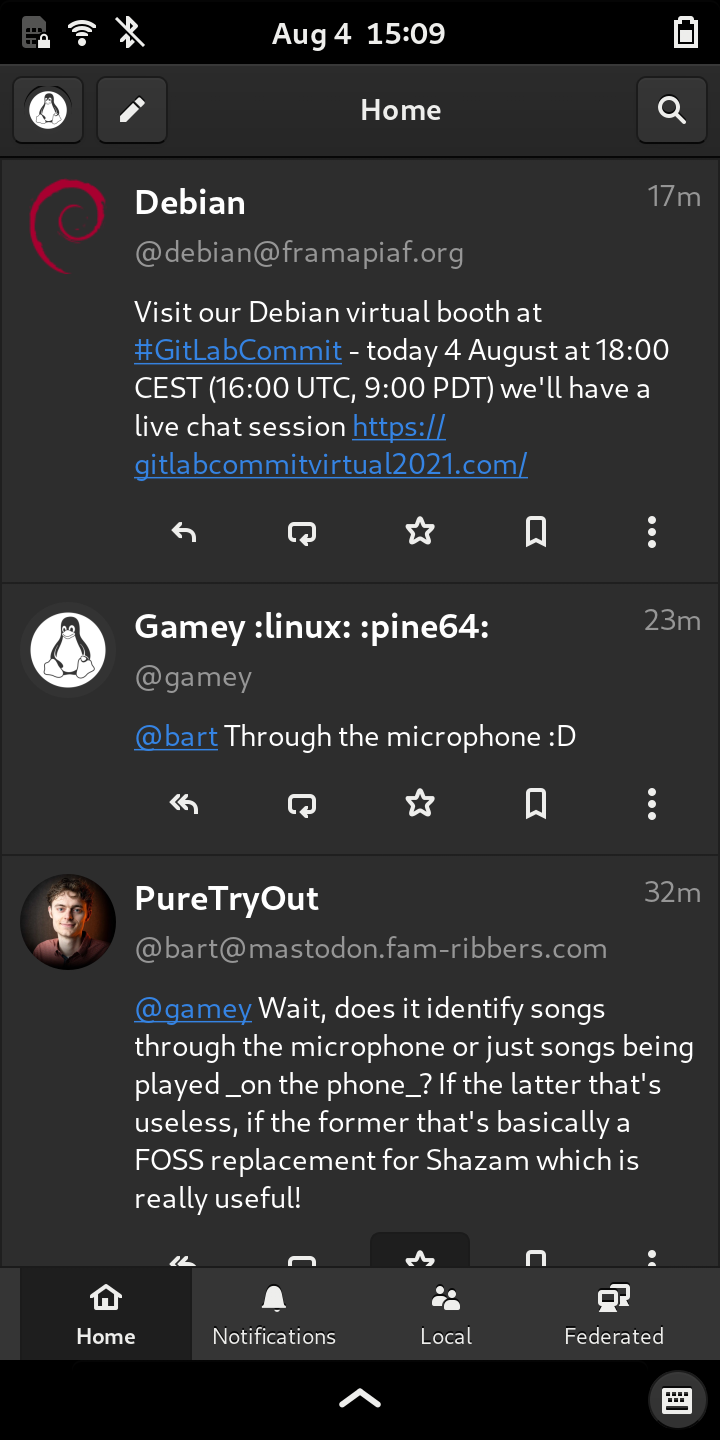 Aug 4 15:09
Home
Debian 17m
@debian@framapiaf.org
Visit our Debian virtual booth at
#GitLabCommit - today 4 August at 18:00
CEST (16:00 UTC, 9:00 PDT) we'll have a
live chat session https://
gitlabcommitvirtual2021.com/
Gamey :linux: :pine64: 23m
@gamey
@bart Through the microphone :D
PureTryOut 32m
@bart@mastodon.fam-ribbers.com
@gamey Wait, does it identify songs
through the microphone or just songs being
played _on the phone_? If the latter that's
useless, if the former that's basically a
FOSS replacement for Shazam which is
really useful!
Home Notifications Local Federated